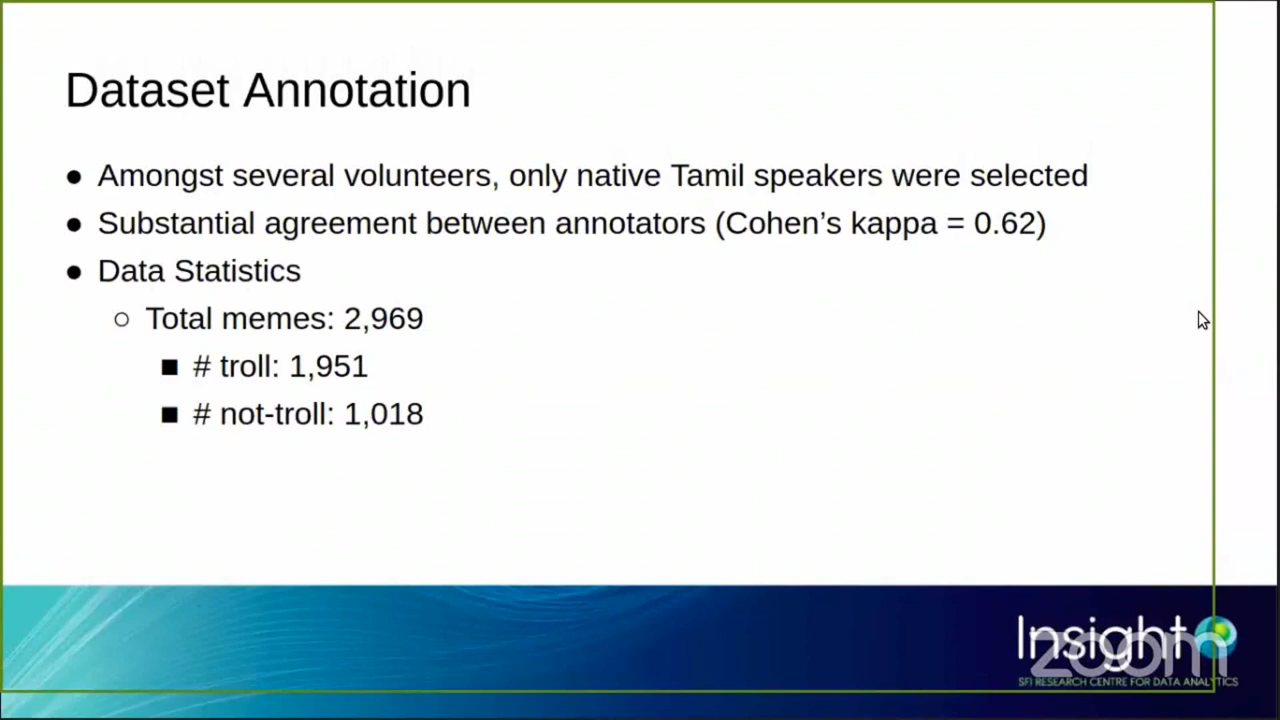 Dataset Annotation
● Amongst several volunteers, only native Tamil speakers were selected
● Substantial agreement between annotators (Cohen’s kappa = 0.62)
● Data Statistics
○ Total memes: 2,969
■ # troll: 1,951
■ # not-troll: 1,018
Insight
zoom
SFI RESEARCH CENTRE FOR DATA ANALYTICS